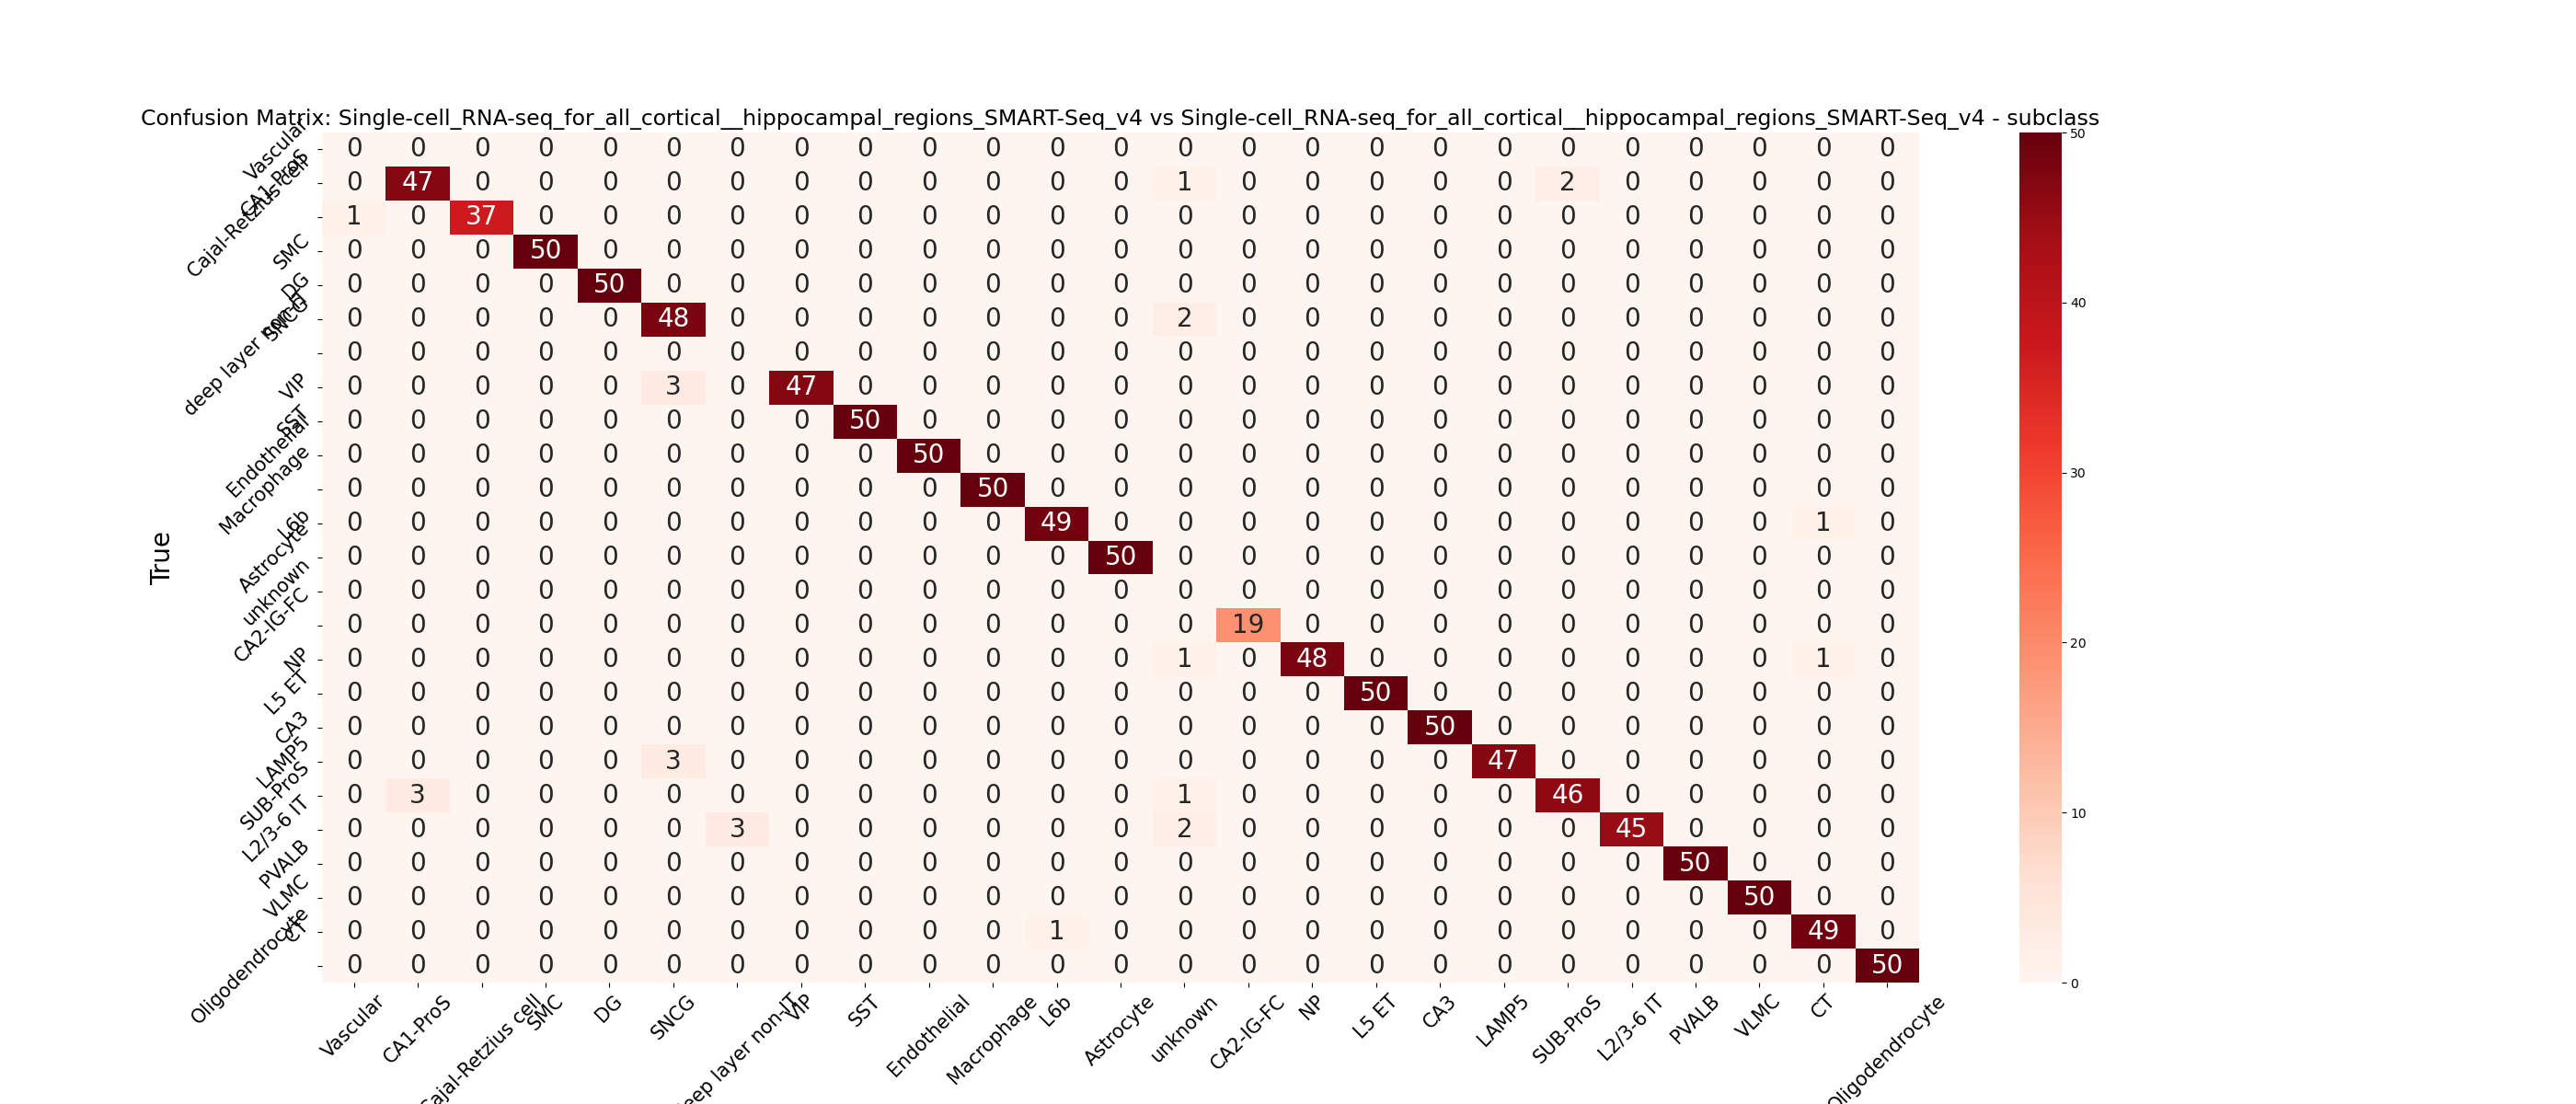 Confusion Matrix: Single-cell_RNA-seq_for_all_cortical__hippocampal_regions_SMART-Seq_v4 vs Single-cell_RNA-seq_for_all_cortical__hippocampal_regions_SMART-Seq_v4 - subclass
True
Vascular 0 0 0 0 0 0 0 0 0 0 0 0 0 0 0 0 0 0 0 0 0 0 0 0 0
CA1-ProS 0 47 0 0 0 0 0 0 0 0 0 0 0 1 0 0 0 0 0 2 0 0 0 0 0
Cajal-Retzius cell 1 0 37 0 0 0 0 0 0 0 0 0 0 0 0 0 0 0 0 0 0 0 0 0 0
SMC 0 0 0 50 0 0 0 0 0 0 0 0 0 0 0 0 0 0 0 0 0 0 0 0 0
DG 0 0 0 0 50 0 0 0 0 0 0 0 0 0 0 0 0 0 0 0 0 0 0 0 0
SNCG 0 0 0 0 0 48 0 0 0 0 0 0 0 2 0 0 0 0 0 0 0 0 0 0 0
deep layer non-IT 0 0 0 0 0 0 0 0 0 0 0 0 0 0 0 0 0 0 0 0 0 0 0 0 0
VIP 0 0 0 0 0 3 0 47 0 0 0 0 0 0 0 0 0 0 0 0 0 0 0 0 0
SST 0 0 0 0 0 0 0 0 50 0 0 0 0 0 0 0 0 0 0 0 0 0 0 0 0
Endothelial 0 0 0 0 0 0 0 0 0 50 0 0 0 0 0 0 0 0 0 0 0 0 0 0 0
Macrophage 0 0 0 0 0 0 0 0 0 0 50 0 0 0 0 0 0 0 0 0 0 0 0 0 0
L6b 0 0 0 0 0 0 0 0 0 0 0 49 0 0 0 0 0 0 0 0 0 0 0 1 0
Astrocyte 0 0 0 0 0 0 0 0 0 0 0 0 50 0 0 0 0 0 0 0 0 0 0 0 0
unknown 0 0 0 0 0 0 0 0 0 0 0 0 0 0 0 0 0 0 0 0 0 0 0 0 0
CA2-IG-FC 0 0 0 0 0 0 0 0 0 0 0 0 0 0 19 0 0 0 0 0 0 0 0 0 0
NP 0 0 0 0 0 0 0 0 0 0 0 0 0 1 0 48 0 0 0 0 0 0 0 1 0
L5 ET 0 0 0 0 0 0 0 0 0 0 0 0 0 0 0 0 50 0 0 0 0 0 0 0 0
CA3 0 0 0 0 0 0 0 0 0 0 0 0 0 0 0 0 0 50 0 0 0 0 0 0 0
LAMP5 0 0 0 0 0 3 0 0 0 0 0 0 0 0 0 0 0 0 47 0 0 0 0 0 0
SUB-ProS 0 3 0 0 0 0 0 0 0 0 0 0 0 1 0 0 0 0 0 46 0 0 0 0 0
L2/3-6 IT 0 0 0 0 0 0 3 0 0 0 0 0 0 2 0 0 0 0 0 0 45 0 0 0 0
PVALB 0 0 0 0 0 0 0 0 0 0 0 0 0 0 0 0 0 0 0 0 0 50 0 0 0
VLMC 0 0 0 0 0 0 0 0 0 0 0 0 0 0 0 0 0 0 0 0 0 0 50 0 0
CT 0 0 0 0 0 0 0 0 0 0 0 1 0 0 0 0 0 0 0 0 0 0 0 49 0
Oligodendrocyte 0 0 0 0 0 0 0 0 0 0 0 0 0 0 0 0 0 0 0 0 0 0 0 0 50
Vascular CA1-ProS Cajal-Retzius cell SMC DG SNCG deep layer non-IT VIP SST Endothelial Macrophage L6b Astrocyte unknown CA2-IG-FC NP L5 ET CA3 LAMP5 SUB-ProS L2/3-6 IT PVALB VLMC CT Oligodendrocyte
50
40
30
20
10
0